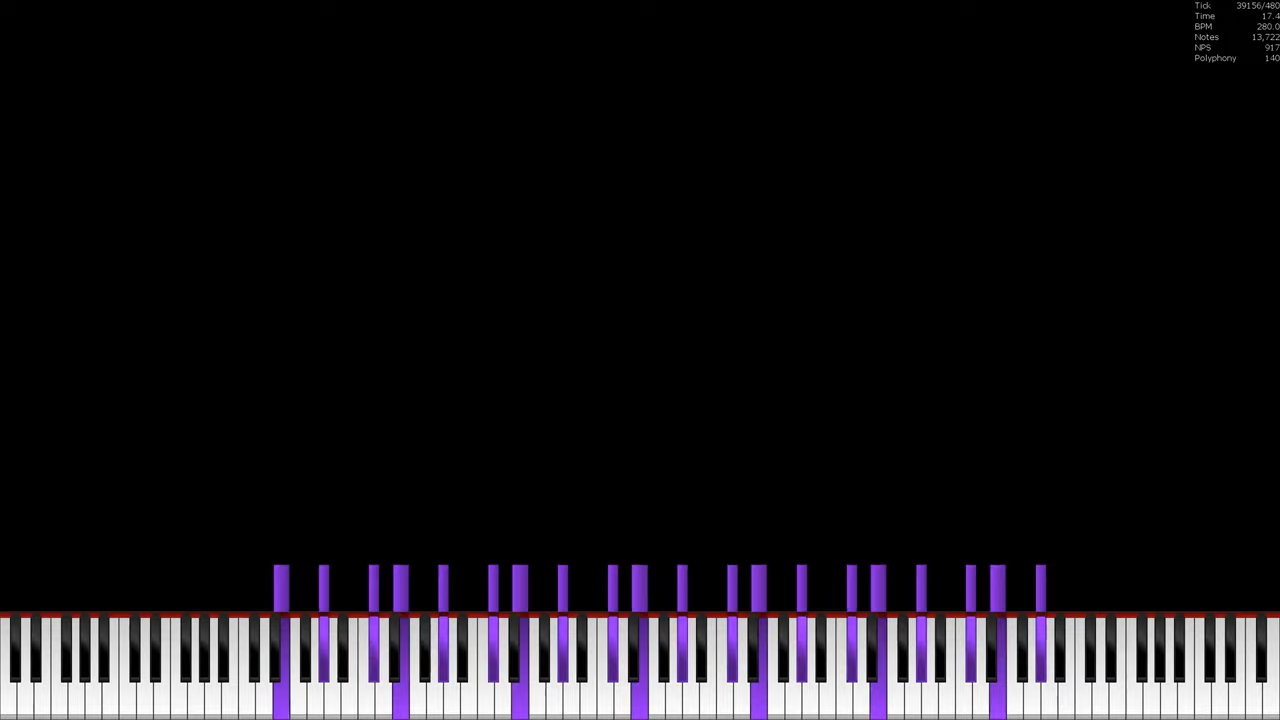 Tick 39156/480
Time 17.4
BPM 280.0
Notes 13,722
NPS 917
Polyphony 140